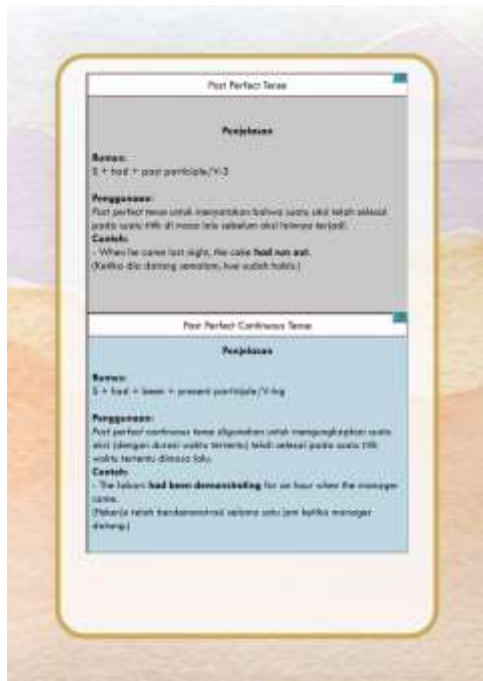 Past Perfect Tense
Penjelasan
Rumus:
S + had + past participle/V-3
Penggunaan:
Past perfect tense untuk menyatakan bahwa suatu aksi telah selesai
pada suatu titik di masa lalu sebelum aksi lainnya terjadi.
Contoh:
- When he came last night, the cake had run out.
(Ketika dia datang semalam, kue sudah habis.)
Past Perfect Continuous Tense
Penjelasan
Rumus:
S + had + been + present participle/V-ing
Penggunaan:
Past perfect continuous tense digunakan untuk mengungkapkan suatu
aksi (dengan durasi waktu tertentu) telah selesai pada suatu titik
waktu tertentu dimasa lalu.
Contoh:
- The labors had been demonstrating for an hour when the manager
came.
(Pekerja telah berdemonstrasi selama satu jam ketika manager
datang.)